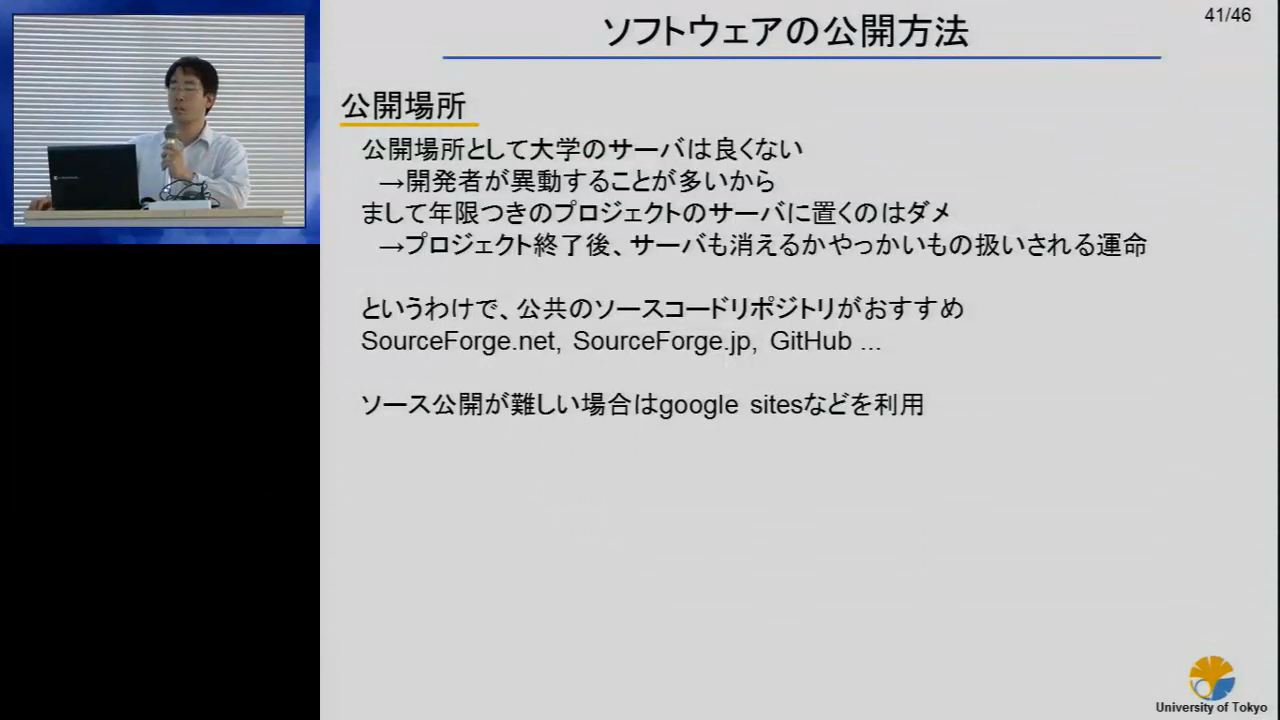 ソフトウェアの公開方法
41/46
公開場所
公開場所として大学のサーバは良くない
→開発者が異動することが多いから
まして年限つきのプロジェクトのサーバに置くのはダメ
→プロジェクト終了後、サーバも消えるかやっかいもの扱いされる運命
というわけで、公共のソースコードリポジトリがおすすめ
SourceForge.net, SourceForge.jp, GitHub ...
ソース公開が難しい場合はgoogle sitesなどを利用
University of Tokyo